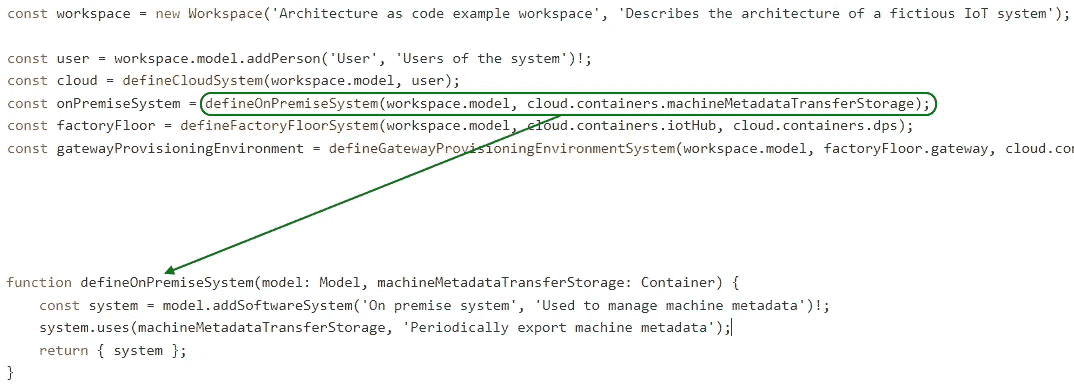 const workspace = new Workspace('Architecture as code example workspace', 'Describes the architecture of a fictious IoT system');
const user = workspace.model.addPerson('User', 'Users of the system')!;
const cloud = defineCloudSystem(workspace.model, user);
const onPremiseSystem = defineOnPremiseSystem(workspace.model, cloud.containers.machineMetadataTransferStorage);
const factoryFloor = defineFactoryFloorSystem(workspace.model, cloud.containers.iotHub, cloud.containers.dps);
const gatewayProvisioningEnvironment = defineGatewayProvisioningEnvironmentSystem(workspace.model, factoryFloor.gateway, cloud.con
function defineOnPremiseSystem(model: Model, machineMetadataTransferStorage: Container) {
    const system = model.addSoftwareSystem('On premise system', 'Used to manage machine metadata')!;
    system.uses(machineMetadataTransferStorage, 'Periodically export machine metadata');
    return { system };
}